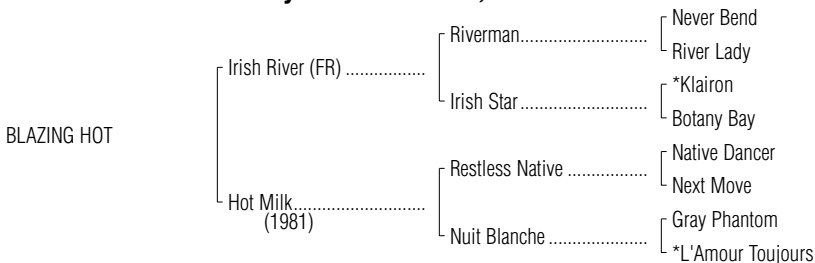 Never Bend
Riverman
River Lady
Irish River (FR)
*Klairon
Irish Star
Botany Bay
BLAZING HOT
Native Dancer
Restless Native
Next Move
Hot Milk
(1981)
Gray Phantom
Nuit Blanche
*L'Amour Toujours